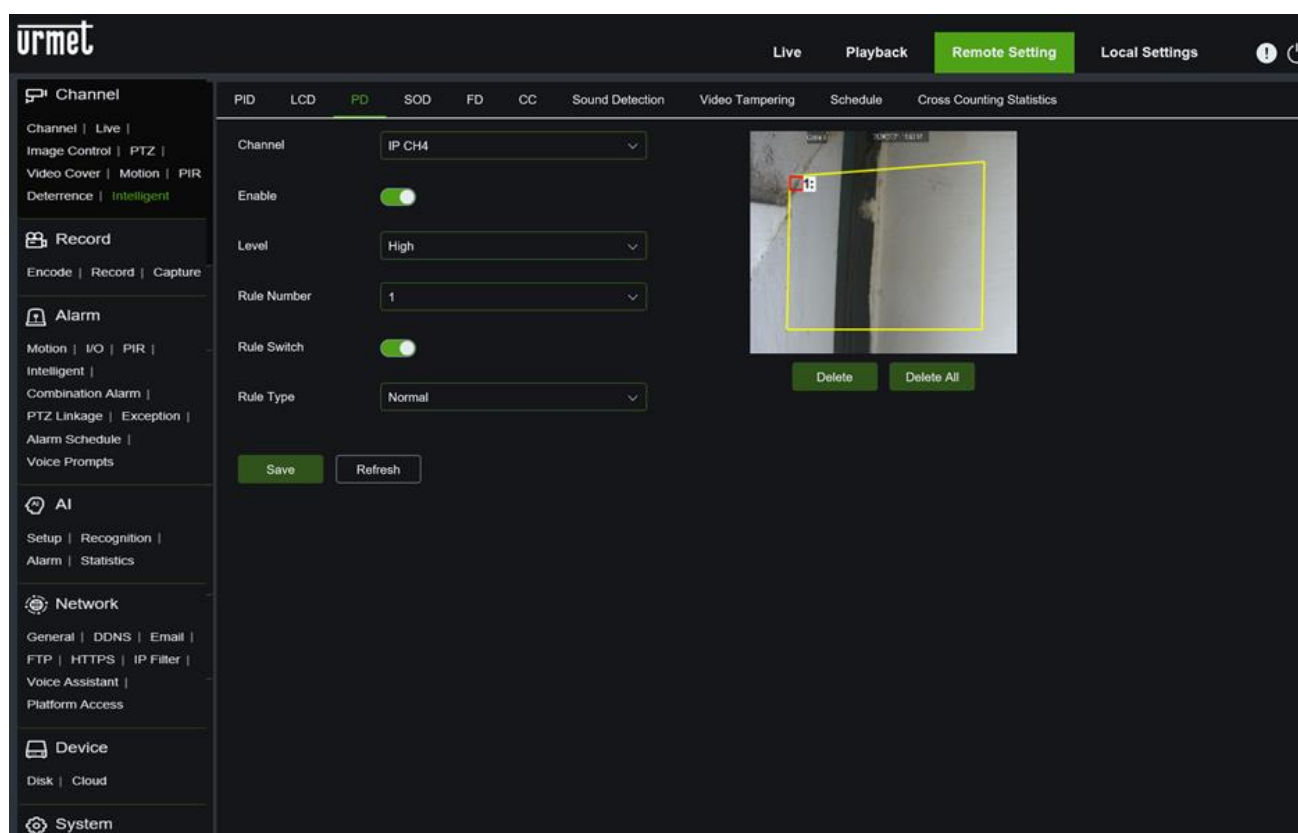 urmet
Live Playback Remote Setting Local Settings
Channel
Channel | Live |
Image Control | PTZ |
Video Cover | Motion | PIR
Deterrence | Intelligent
Record
Encode | Record | Capture
Alarm
Motion | I/O | PIR |
Intelligent |
Combination Alarm |
PTZ Linkage | Exception |
Alarm Schedule |
Voice Prompts
AI
Setup | Recognition |
Alarm | Statistics
Network
General | DDNS | Email |
FTP | HTTPS | IP Filter |
Voice Assistant |
Platform Access
Device
Disk | Cloud
System
PID LCD PD SOD FD CC Sound Detection Video Tampering Schedule Cross Counting Statistics
Channel IP CH4
Enable
Level High
Rule Number 1
Rule Switch
Rule Type Normal
Save Refresh
1:
Delete Delete All